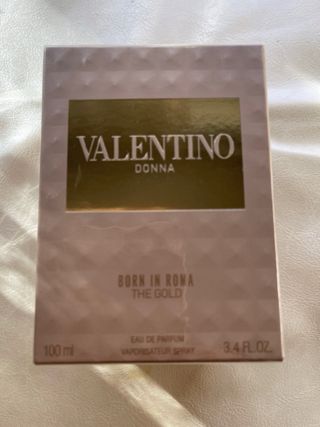 VALENTINO
DONNA
BORN IN ROMA
THE GOLD
EAU DE PARFUM
100 ml VAPORISATEUR SPRAY 3.4 FL.OZ.